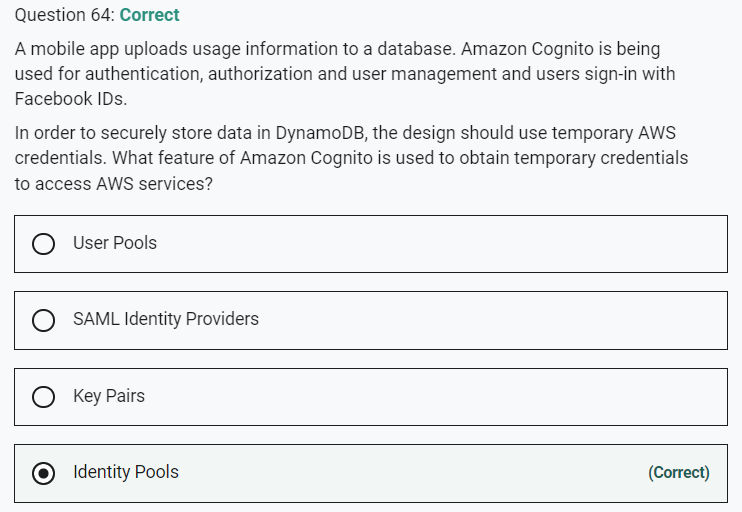 Question 64: Correct
A mobile app uploads usage information to a database. Amazon Cognito is being
used for authentication, authorization and user management and users sign-in with
Facebook IDs.
In order to securely store data in DynamoDB, the design should use temporary AWS
credentials. What feature of Amazon Cognito is used to obtain temporary credentials
to access AWS services?
User Pools
SAML Identity Providers
Key Pairs
Identity Pools (Correct)